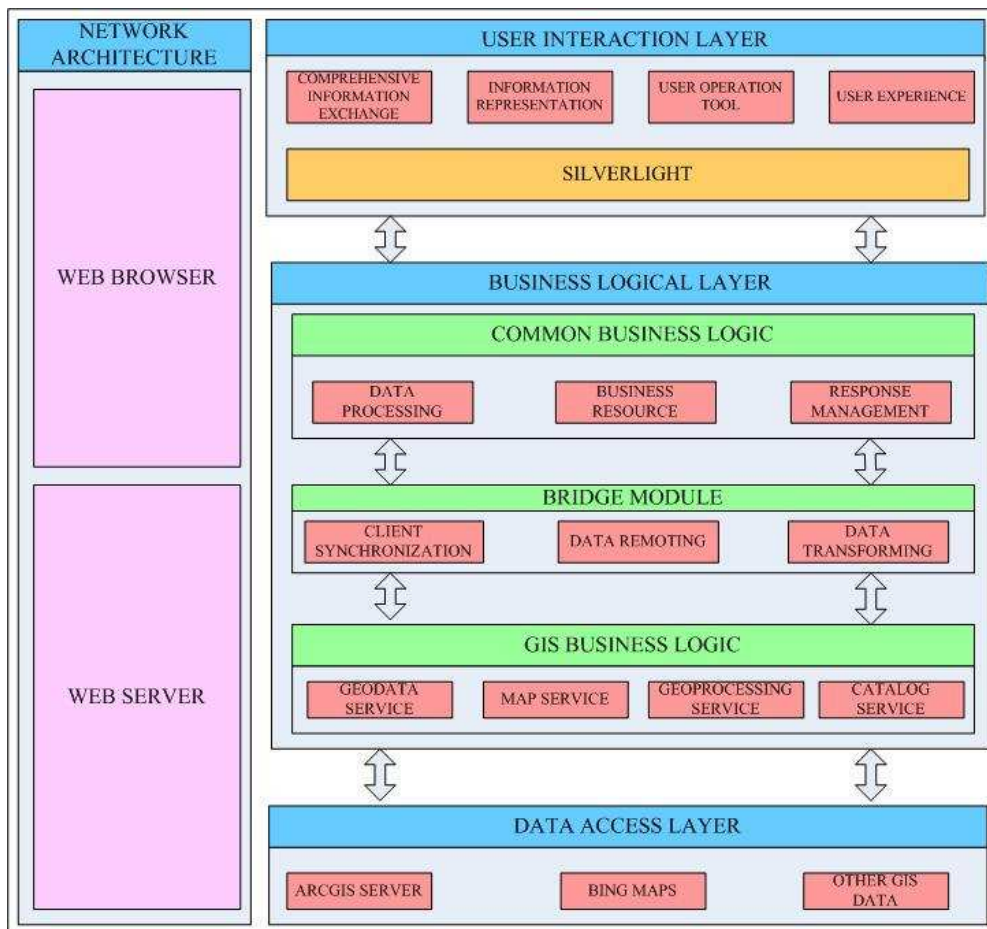 NETWORK
ARCHITECTURE
WEB BROWSER
WEB SERVER
USER INTERACTION LAYER
COMPREHENSIVE
INFORMATION
EXCHANGE
INFORMATION
REPRESENTATION
USER OPERATION
TOOL
USER EXPERIENCE
SILVERLIGHT
BUSINESS LOGICAL LAYER
COMMON BUSINESS LOGIC
DATA
PROCESSING
BUSINESS
RESOURCE
RESPONSE
MANAGEMENT
BRIDGE MODULE
CLIENT
SYNCHRONIZATION
DATA REMOTING
DATA
TRANSFORMING
GIS BUSINESS LOGIC
GEODATA
SERVICE
MAP SERVICE
GEOPROCESSING
SERVICE
CATALOG
SERVICE
DATA ACCESS LAYER
ARCGIS SERVER
BING MAPS
OTHER GIS
DATA